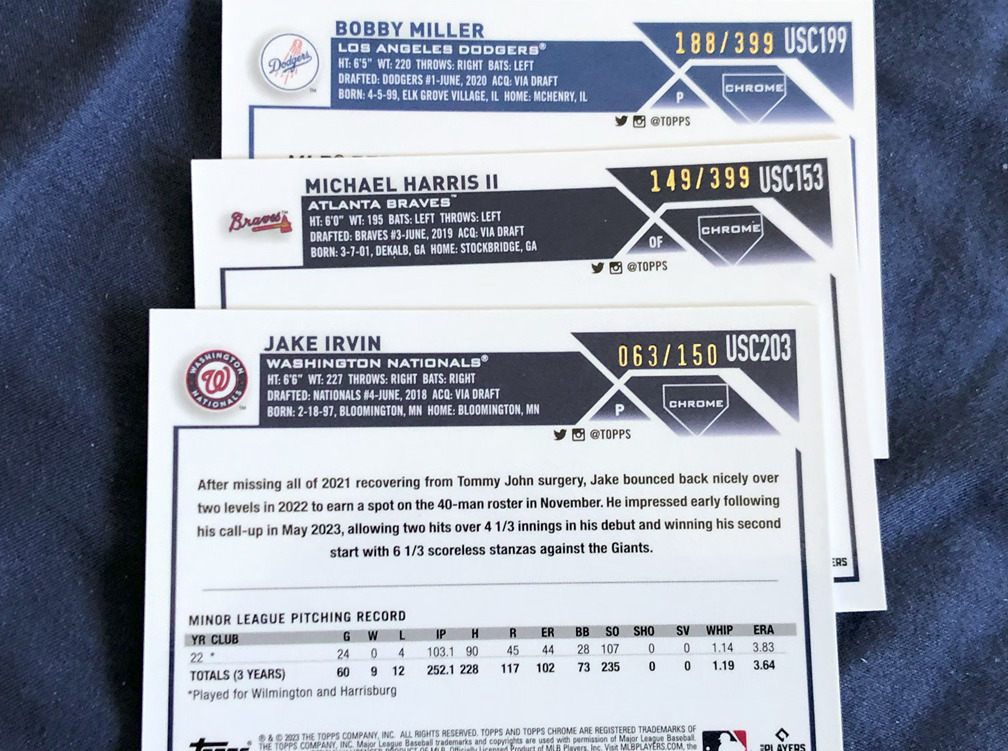 BOBBY MILLER
188/399 USC199
Dodgers
LOS ANGELES DODGERS®
HT: 6'5" WT: 220 THROWS: RIGHT BATS: LEFT
DRAFTED: DODGERS #1-JUNE, 2020 ACQ: VIA DRAFT
BORN: 4-5-99, ELK GROVE VILLAGE, IL HOME: MCHENRY, IL
P
CHROME
@TOPPS
MICHAEL HARRIS II
149/399 USC153
Braves
ATLANTA BRAVES™
HT: 6'0" WT: 195 BATS: LEFT THROWS: LEFT
DRAFTED: BRAVES #3-JUNE, 2019 ACQ: VIA DRAFT
BORN: 3-7-01, DEKALB, GA HOME: STOCKBRIDGE, GA
OF
CHROME
@TOPPS
JAKE IRVIN
063/150 USC203
WASHINGTON
W
NATIONALS
WASHINGTON NATIONALS®
HT: 6'6" WT: 227 THROWS: RIGHT BATS: RIGHT
DRAFTED: NATIONALS #4-JUNE, 2018 ACQ: VIA DRAFT
BORN: 2-18-97, BLOOMINGTON, MN HOME: BLOOMINGTON, MN
P
CHROME
@TOPPS
After missing all of 2021 recovering from Tommy John surgery, Jake bounced back nicely over
two levels in 2022 to earn a spot on the 40-man roster in November. He impressed early following
his call-up in May 2023, allowing two hits over 4 1/3 innings in his debut and winning his second
start with 6 1/3 scoreless stanzas against the Giants.
ERS
MINOR LEAGUE PITCHING RECORD
YR CLUB G W L IP H R ER BB SO SHO SV WHIP ERA
22 * 24 0 4 103.1 90 45 44 28 107 0 0 1.14 3.83
TOTALS (3 YEARS) 60 9 12 252.1 228 117 102 73 235 0 0 1.19 3.64
*Played for Wilmington and Harrisburg
® & © 2023 THE TOPPS COMPANY, INC. ALL RIGHTS RESERVED. TOPPS AND TOPPS CHROME ARE REGISTERED TRADEMARKS OF
THE TOPPS COMPANY, INC. Major League Baseball trademarks and copyrights are used with permission of Major League Baseball.
Officially Licensed Product of MLB Players, Inc. Visit MLBPLAYERS.COM, the
topps
PLAYERS